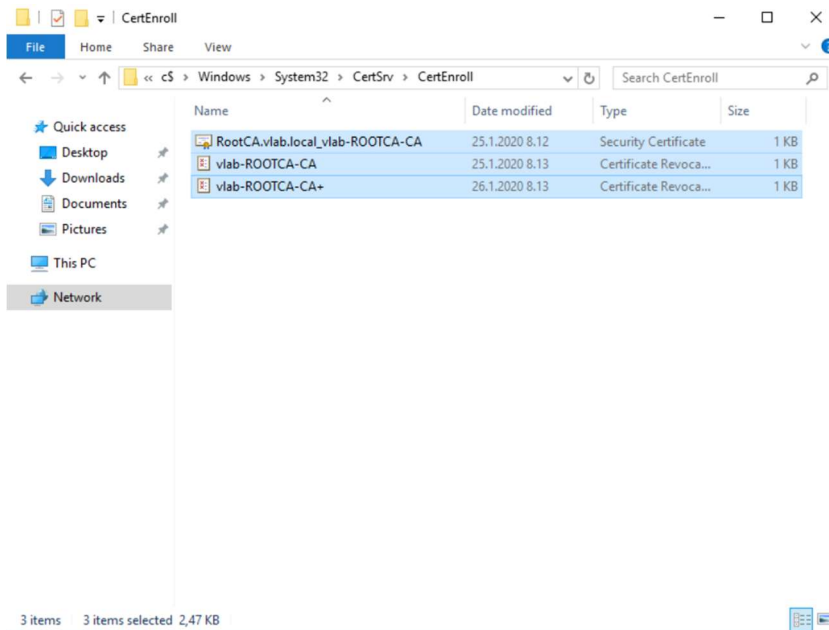 CertEnroll
File Home Share View
« c$ > Windows > System32 > CertSrv > CertEnroll Search CertEnroll
Name Date modified Type Size
Quick access
Desktop
Downloads
Documents
Pictures
This PC
Network
RootCA.vlab.local_vlab-ROOTCA-CA 25.1.2020 8.12 Security Certificate 1 KB
vlab-ROOTCA-CA 25.1.2020 8.13 Certificate Revoca... 1 KB
vlab-ROOTCA-CA+ 26.1.2020 8.13 Certificate Revoca... 1 KB
3 items 3 items selected 2,47 KB